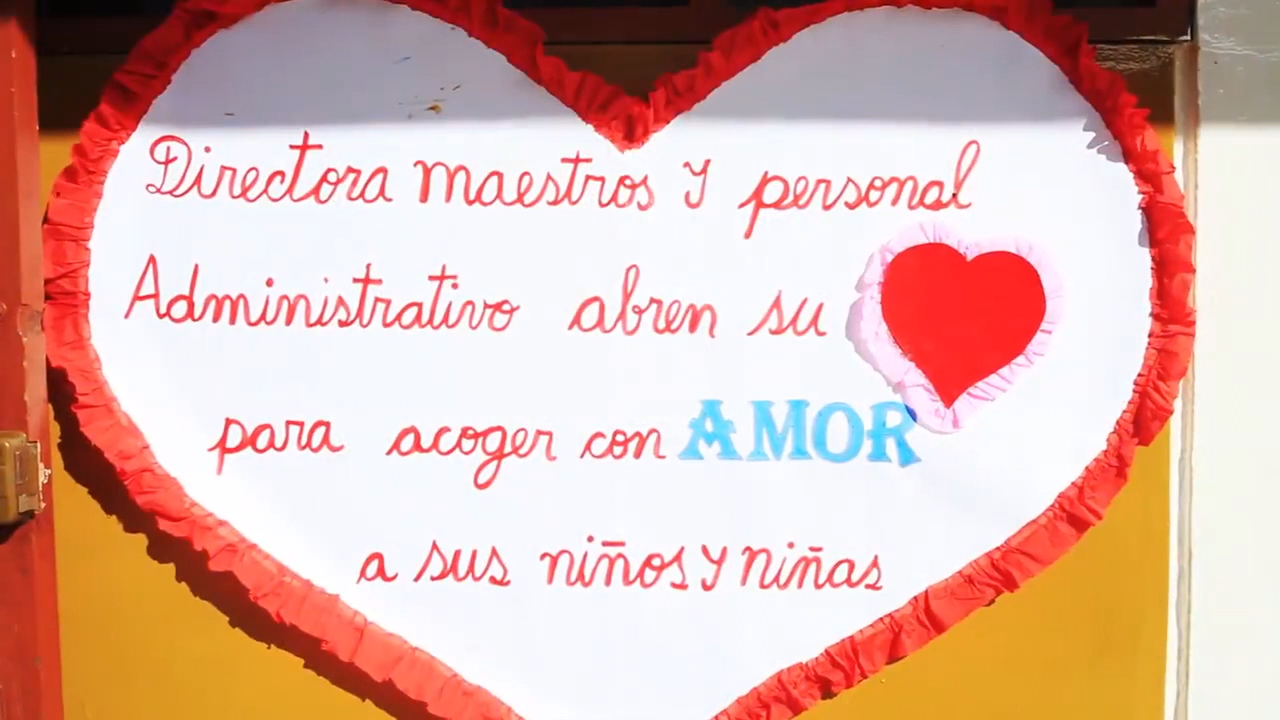 Directora maestros y personal
Administrativo abren su
para acoger con AMOR
a sus niños y niñas